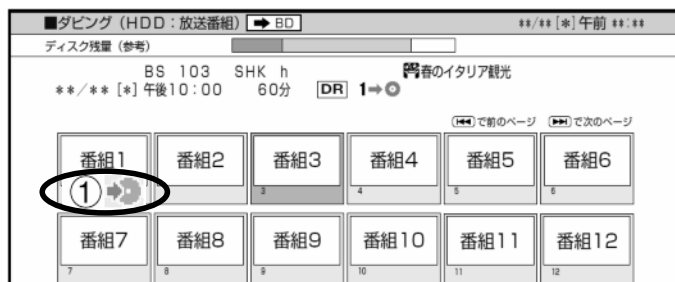 ■ダビング（HDD：放送番組） ➡ BD ＊＊/＊＊[＊]午前 ＊＊:＊＊
ディスク残量（参考）
BS 103 SHK h 春のイタリア観光
＊＊/＊＊ [＊] 午後10:00 60分 DR 1➡
⏮で前のページ ⏭で次のページ
番組1 番組2 番組3 番組4 番組5 番組6
① 3 4 5 6
番組7 番組8 番組9 番組10 番組11 番組12
7 8 9 10 11 12